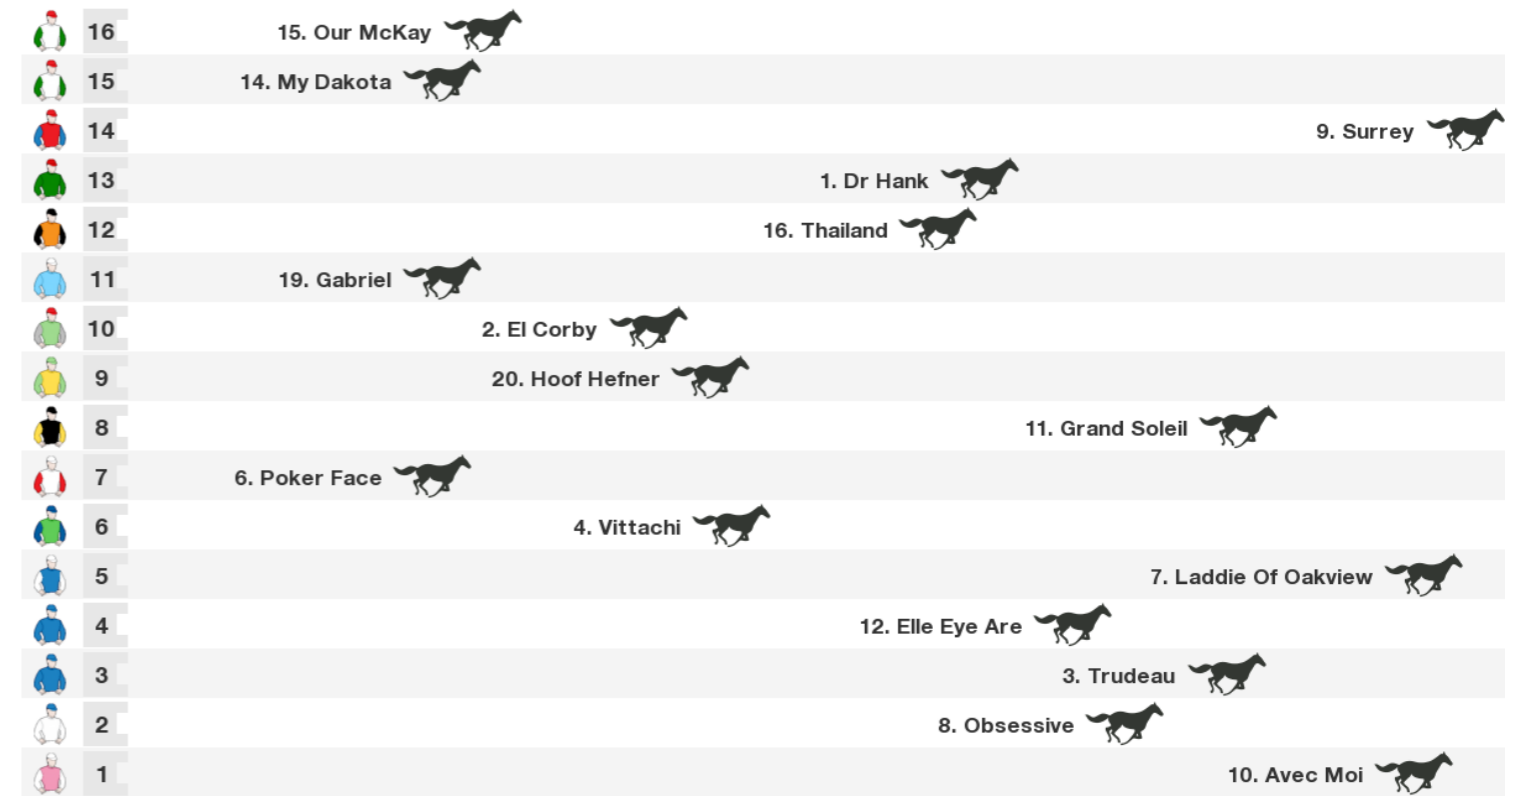 16 15. Our McKay
15 14. My Dakota
14 9. Surrey
13 1. Dr Hank
12 16. Thailand
11 19. Gabriel
10 2. El Corby
9 20. Hoof Hefner
8 11. Grand Soleil
7 6. Poker Face
6 4. Vittachi
5 7. Laddie Of Oakview
4 12. Elle Eye Are
3 3. Trudeau
2 8. Obsessive
1 10. Avec Moi